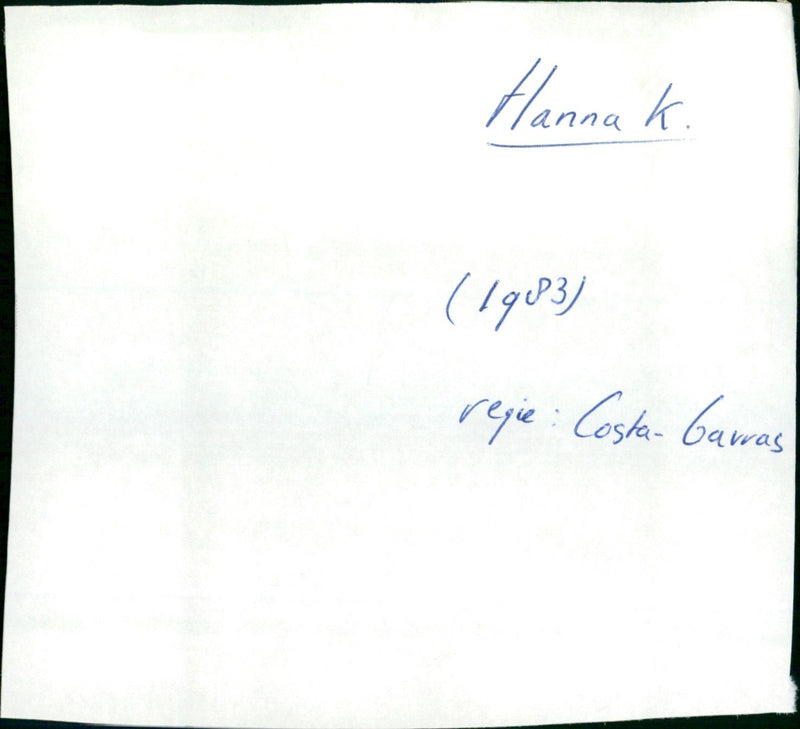 Hanna K.
(1983)
regie: Costa-Gavras